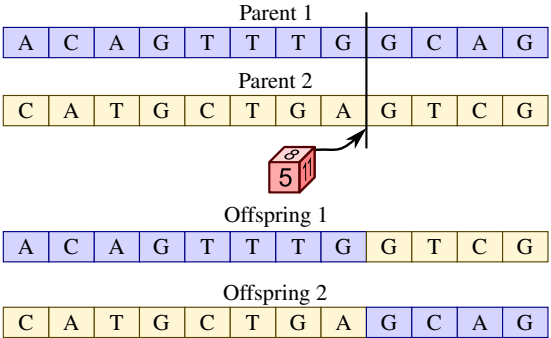 Parent 1
A C A G T T T G G C A G
Parent 2
C A T G C T G A G T C G
8
5 11
Offspring 1
A C A G T T T G G T C G
Offspring 2
C A T G C T G A G C A G